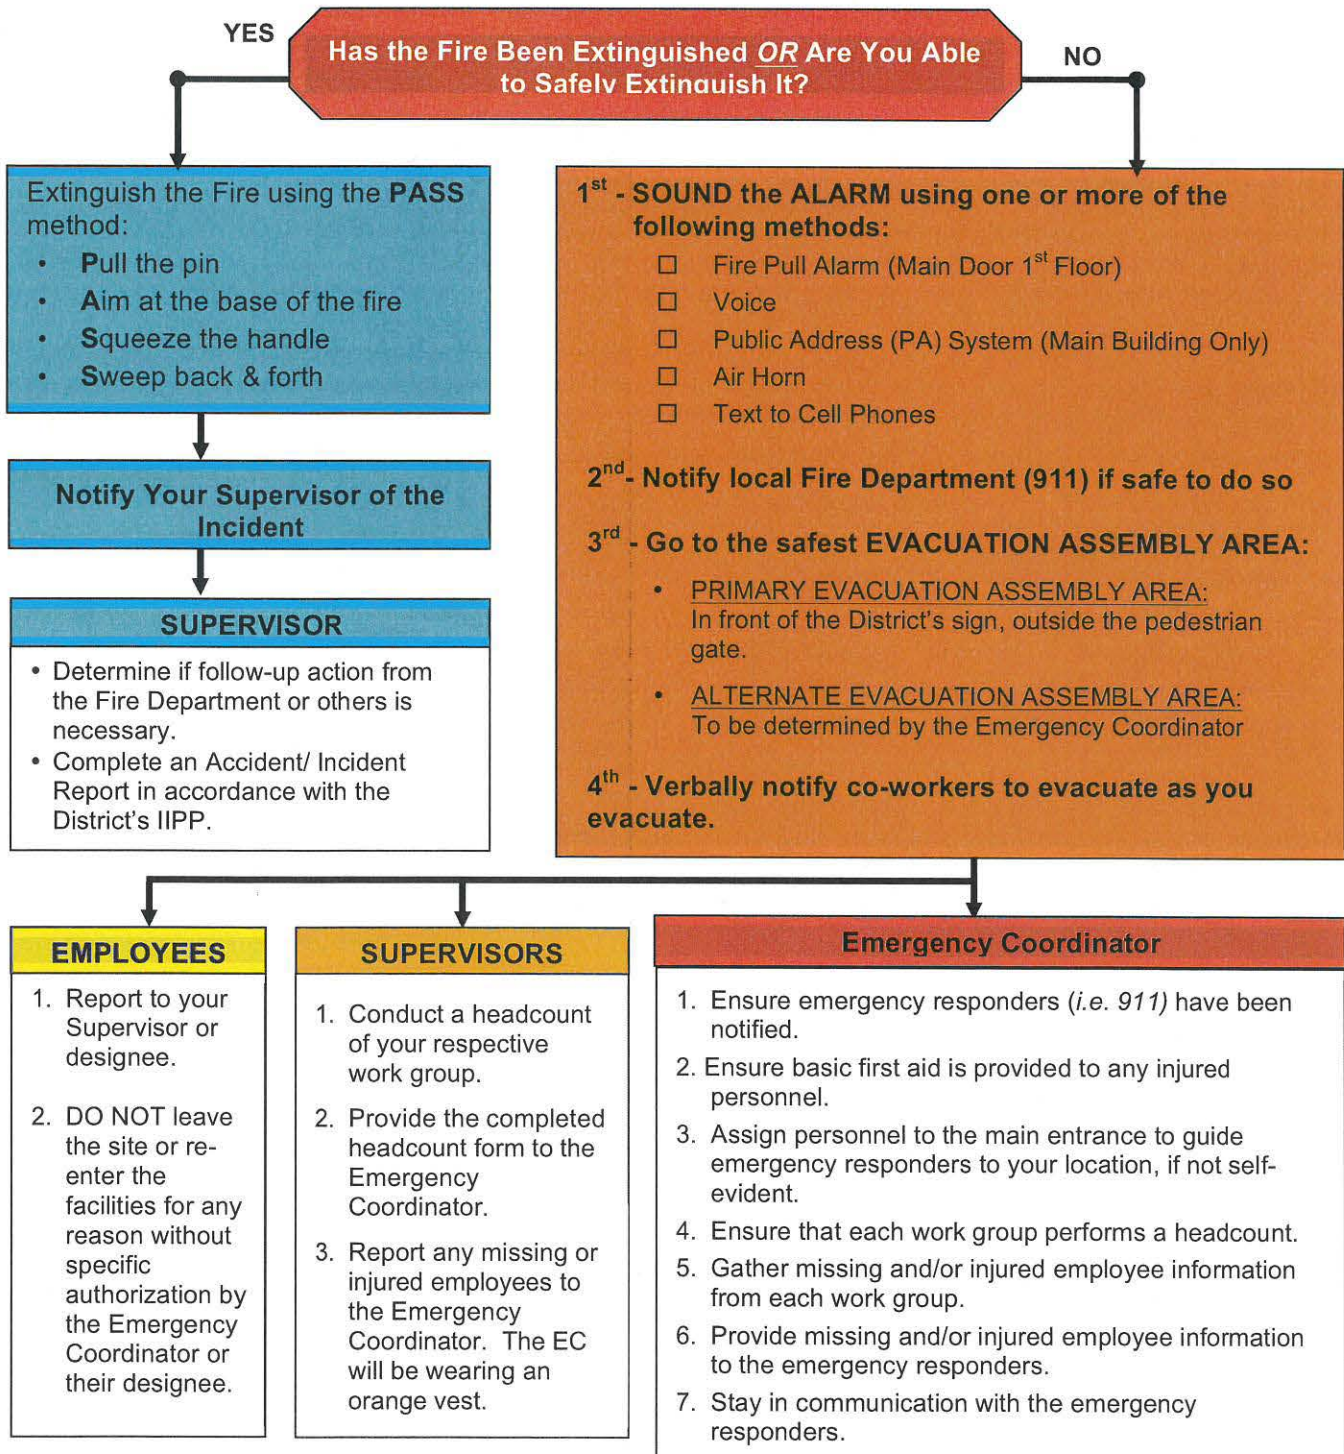 YES
Has the Fire Been Extinguished OR Are You Able
to Safely Extinguish It?
NO
Extinguish the Fire using the PASS
method:
• Pull the pin
• Aim at the base of the fire
• Squeeze the handle
• Sweep back & forth
Notify Your Supervisor of the
Incident
SUPERVISOR
• Determine if follow-up action from
the Fire Department or others is
necessary.
• Complete an Accident/ Incident
Report in accordance with the
District's IIPP.
1st - SOUND the ALARM using one or more of the
following methods:
☐ Fire Pull Alarm (Main Door 1st Floor)
☐ Voice
☐ Public Address (PA) System (Main Building Only)
☐ Air Horn
☐ Text to Cell Phones
2nd- Notify local Fire Department (911) if safe to do so
3rd - Go to the safest EVACUATION ASSEMBLY AREA:
• PRIMARY EVACUATION ASSEMBLY AREA:
In front of the District's sign, outside the pedestrian
gate.
• ALTERNATE EVACUATION ASSEMBLY AREA:
To be determined by the Emergency Coordinator
4th - Verbally notify co-workers to evacuate as you
evacuate.
EMPLOYEES
1. Report to your
Supervisor or
designee.
2. DO NOT leave
the site or re-
enter the
facilities for any
reason without
specific
authorization by
the Emergency
Coordinator or
their designee.
SUPERVISORS
1. Conduct a headcount
of your respective
work group.
2. Provide the completed
headcount form to the
Emergency
Coordinator.
3. Report any missing or
injured employees to
the Emergency
Coordinator. The EC
will be wearing an
orange vest.
Emergency Coordinator
1. Ensure emergency responders (i.e. 911) have been
notified.
2. Ensure basic first aid is provided to any injured
personnel.
3. Assign personnel to the main entrance to guide
emergency responders to your location, if not self-
evident.
4. Ensure that each work group performs a headcount.
5. Gather missing and/or injured employee information
from each work group.
6. Provide missing and/or injured employee information
to the emergency responders.
7. Stay in communication with the emergency
responders.